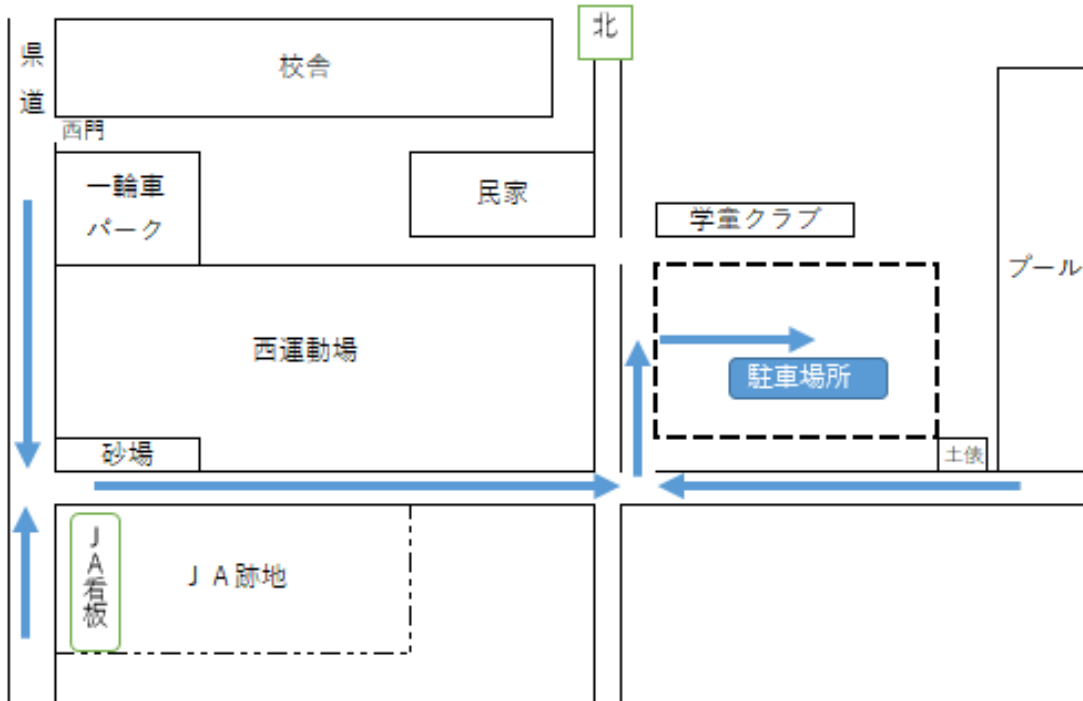 北
県道
校舎
西門
一輪車
パーク
民家
学童クラブ
プール
西運動場
駐車場所
砂場
土俵
ＪＡ看板
ＪＡ跡地